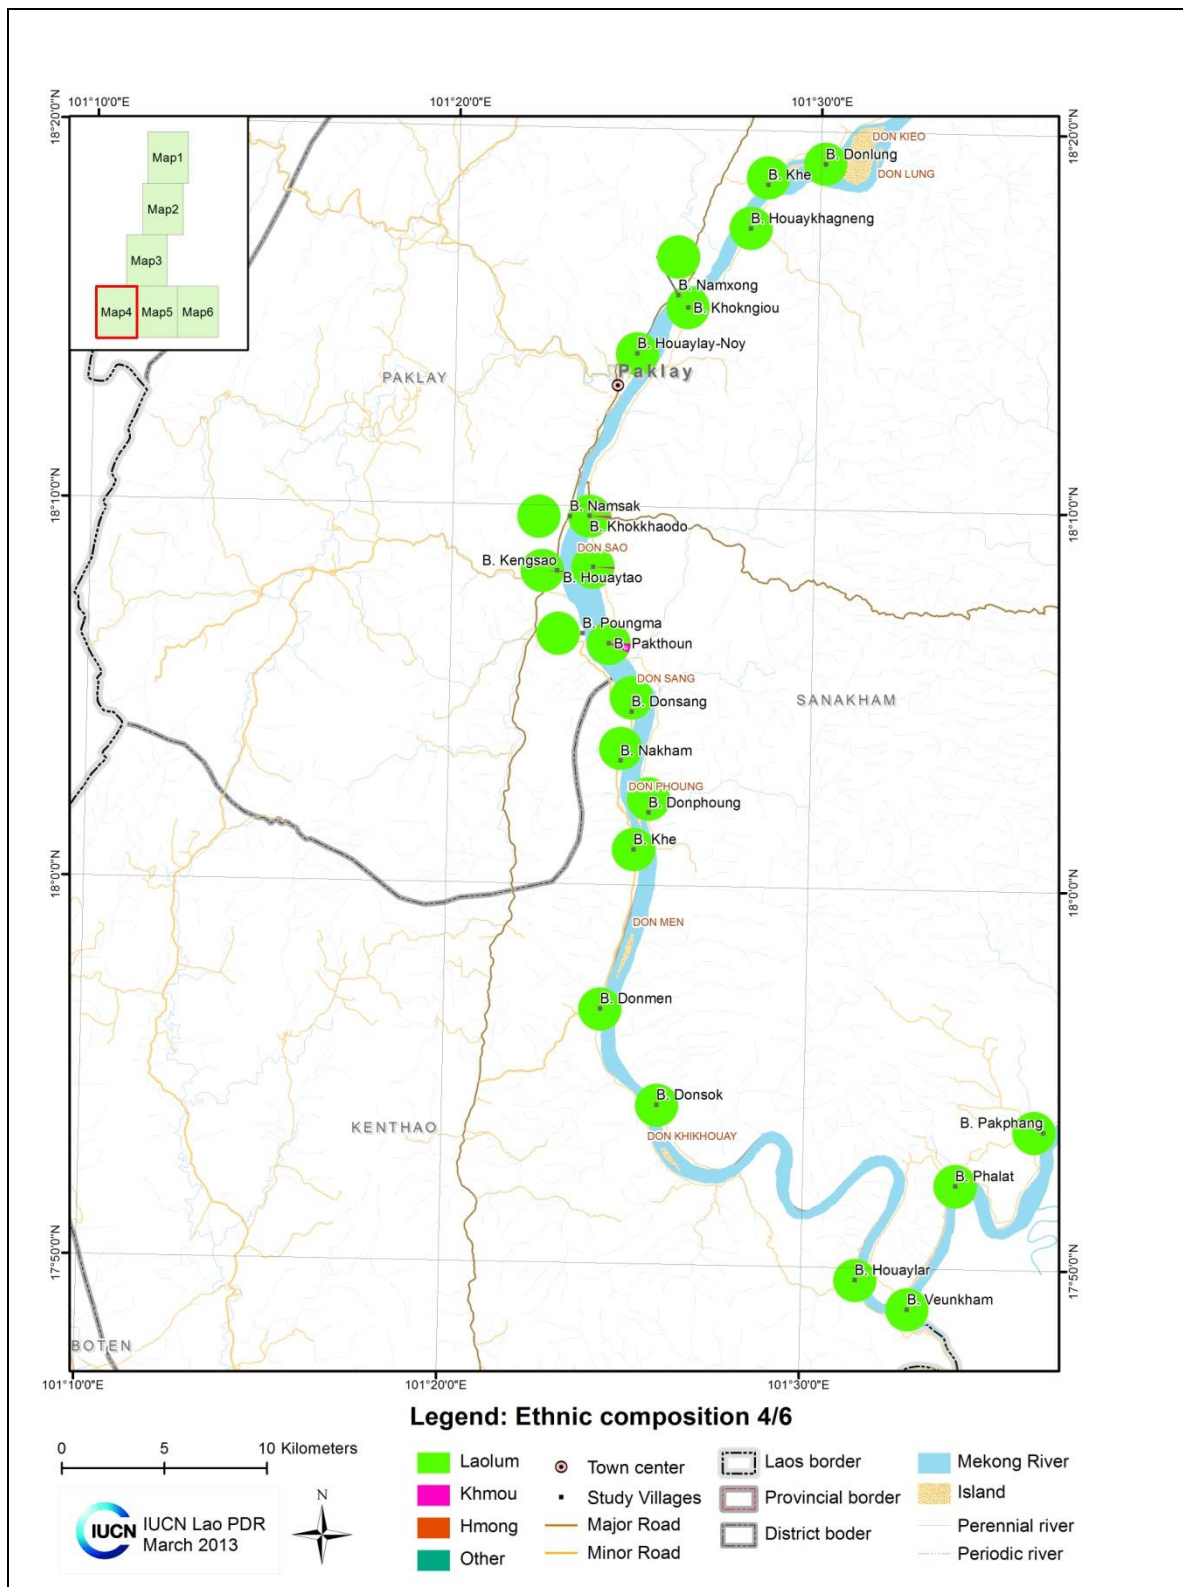 101°10'0"E 101°20'0"E 101°30'0"E
18°20'0"N
18°20'0"N
Map1
Map2
Map3
Map4 Map5 Map6
DON KIEO
B. Donlung
DON LUNG
B. Khe
B. Houaykhagneng
B. Namxong
B. Khokngiou
B. Houaylay-Noy
Paklay
PAKLAY
18°10'0"N
18°10'0"N
B. Namsak
B. Khokkhaodo
DON SAO
B. Kengsao
B. Houaytao
B. Poungma
B. Pakthoun
DON SANG
B. Donsang
SANAKHAM
B. Nakham
DON PHOUNG
B. Donphoung
B. Khe
18°0'0"N
18°0'0"N
DON MEN
B. Donmen
B. Donsok
KENTHAO
DON KHIKHOUAY
B. Pakphang
B. Phalat
17°50'0"N
17°50'0"N
B. Houaylar
B. Veunkham
BOTEN
101°10'0"E 101°20'0"E 101°30'0"E
Legend: Ethnic composition 4/6
0 5 10 Kilometers
Laolum
Khmou
Hmong
Other
Town center
Study Villages
Major Road
Minor Road
Laos border
Provincial border
District boder
Mekong River
Island
Perennial river
Periodic river
IUCN
IUCN Lao PDR
March 2013
N